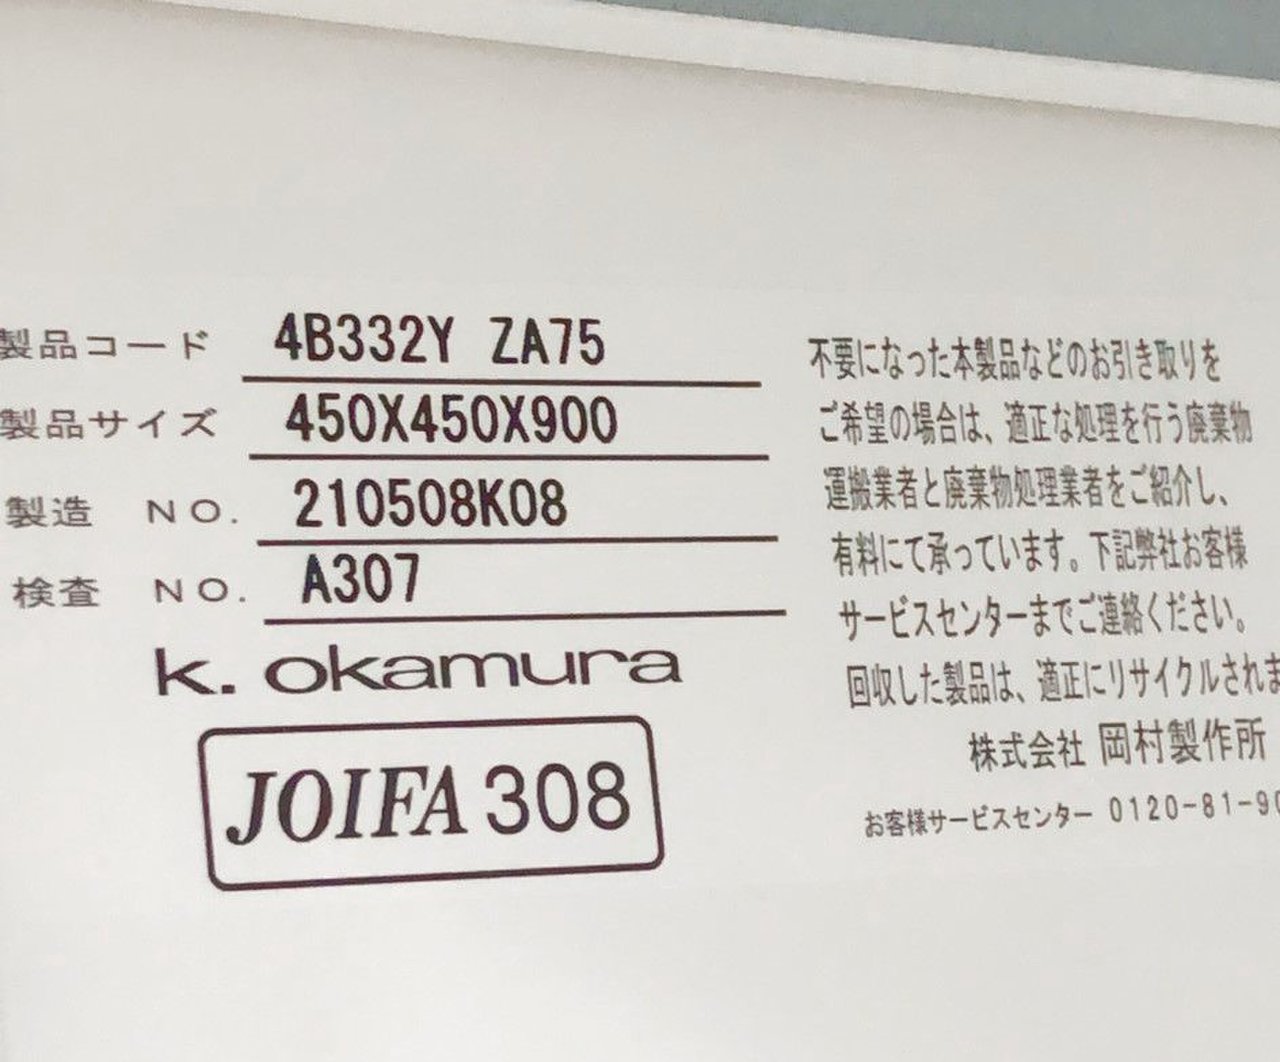 製品コード 4B332Y ZA75
製品サイズ 450X450X900
製造 NO. 210508K08
検査 NO. A307
k. okamura
JOIFA 308
不要になった本製品などのお引き取りを
ご希望の場合は、適正な処理を行う廃棄物
運搬業者と廃棄物処理業者をご紹介し、
有料にて承っています。下記弊社お客様
サービスセンターまでご連絡ください。
回収した製品は、適正にリサイクルされま
株式会社 岡村製作所
お客様サービスセンター 0120-81-90